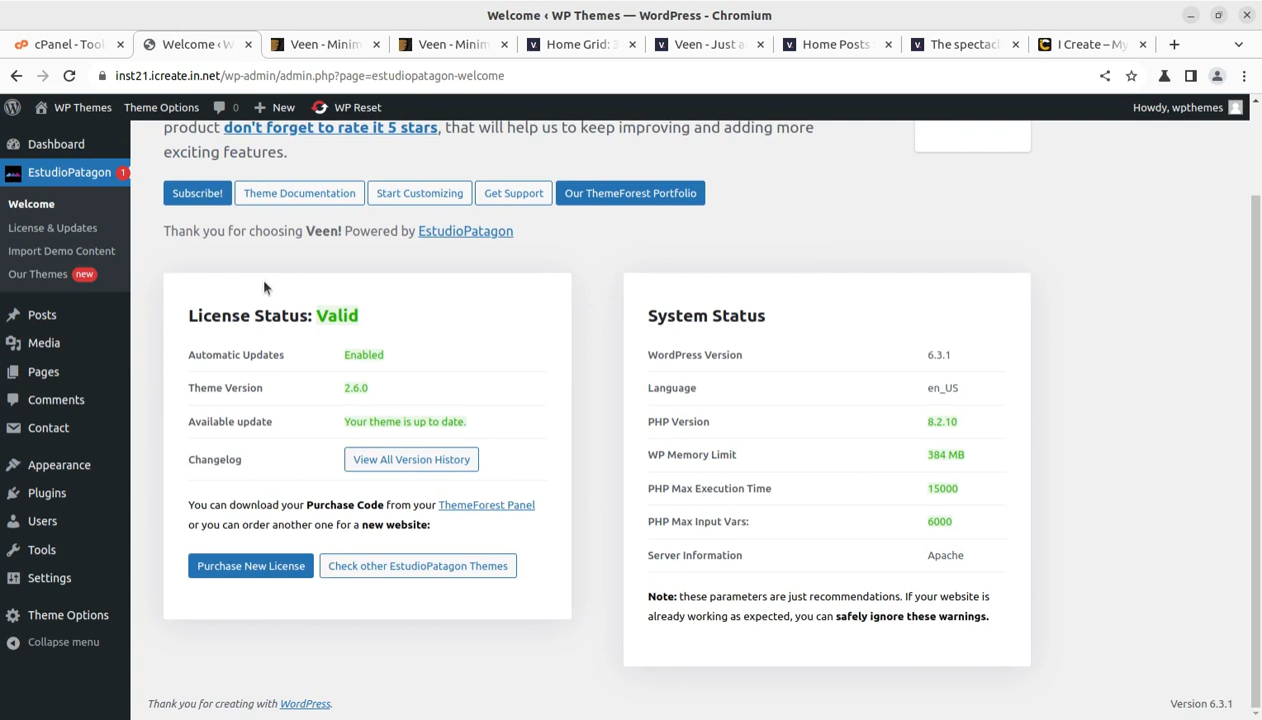 Welcome ‹ WP Themes — WordPress - Chromium
cPanel - Tool
Welcome ‹ W
Veen - Minim
Veen - Minim
Home Grid: 3
Veen - Just a
Home Posts
The spectacl
I Create – My
inst21.icreate.in.net/wp-admin/admin.php?page=estudiopatagon-welcome
WP Themes
Theme Options
0
New
WP Reset
Howdy, wpthemes
Dashboard
EstudioPatagon 1
Welcome
License & Updates
Import Demo Content
Our Themes new
Posts
Media
Pages
Comments
Contact
Appearance
Plugins
Users
Tools
Settings
Theme Options
Collapse menu
product don't forget to rate it 5 stars, that will help us to keep improving and adding more
exciting features.
Subscribe!
Theme Documentation
Start Customizing
Get Support
Our ThemeForest Portfolio
Thank you for choosing Veen! Powered by EstudioPatagon
License Status: Valid
Automatic Updates Enabled
Theme Version 2.6.0
Available update Your theme is up to date.
Changelog View All Version History
You can download your Purchase Code from your ThemeForest Panel
or you can order another one for a new website:
Purchase New License
Check other EstudioPatagon Themes
System Status
WordPress Version 6.3.1
Language en_US
PHP Version 8.2.10
WP Memory Limit 384 MB
PHP Max Execution Time 15000
PHP Max Input Vars: 6000
Server Information Apache
Note: these parameters are just recommendations. If your website is
already working as expected, you can safely ignore these warnings.
Thank you for creating with WordPress.
Version 6.3.1